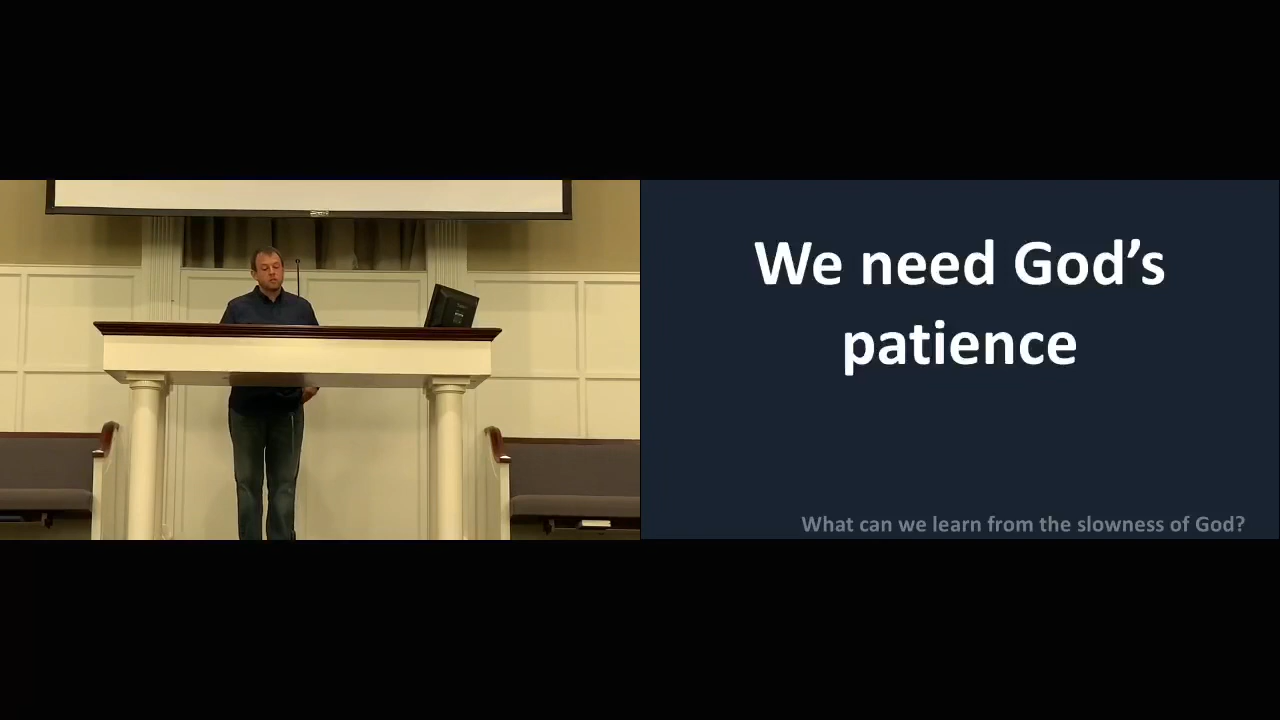 We need God’s
patience
What can we learn from the slowness of God?